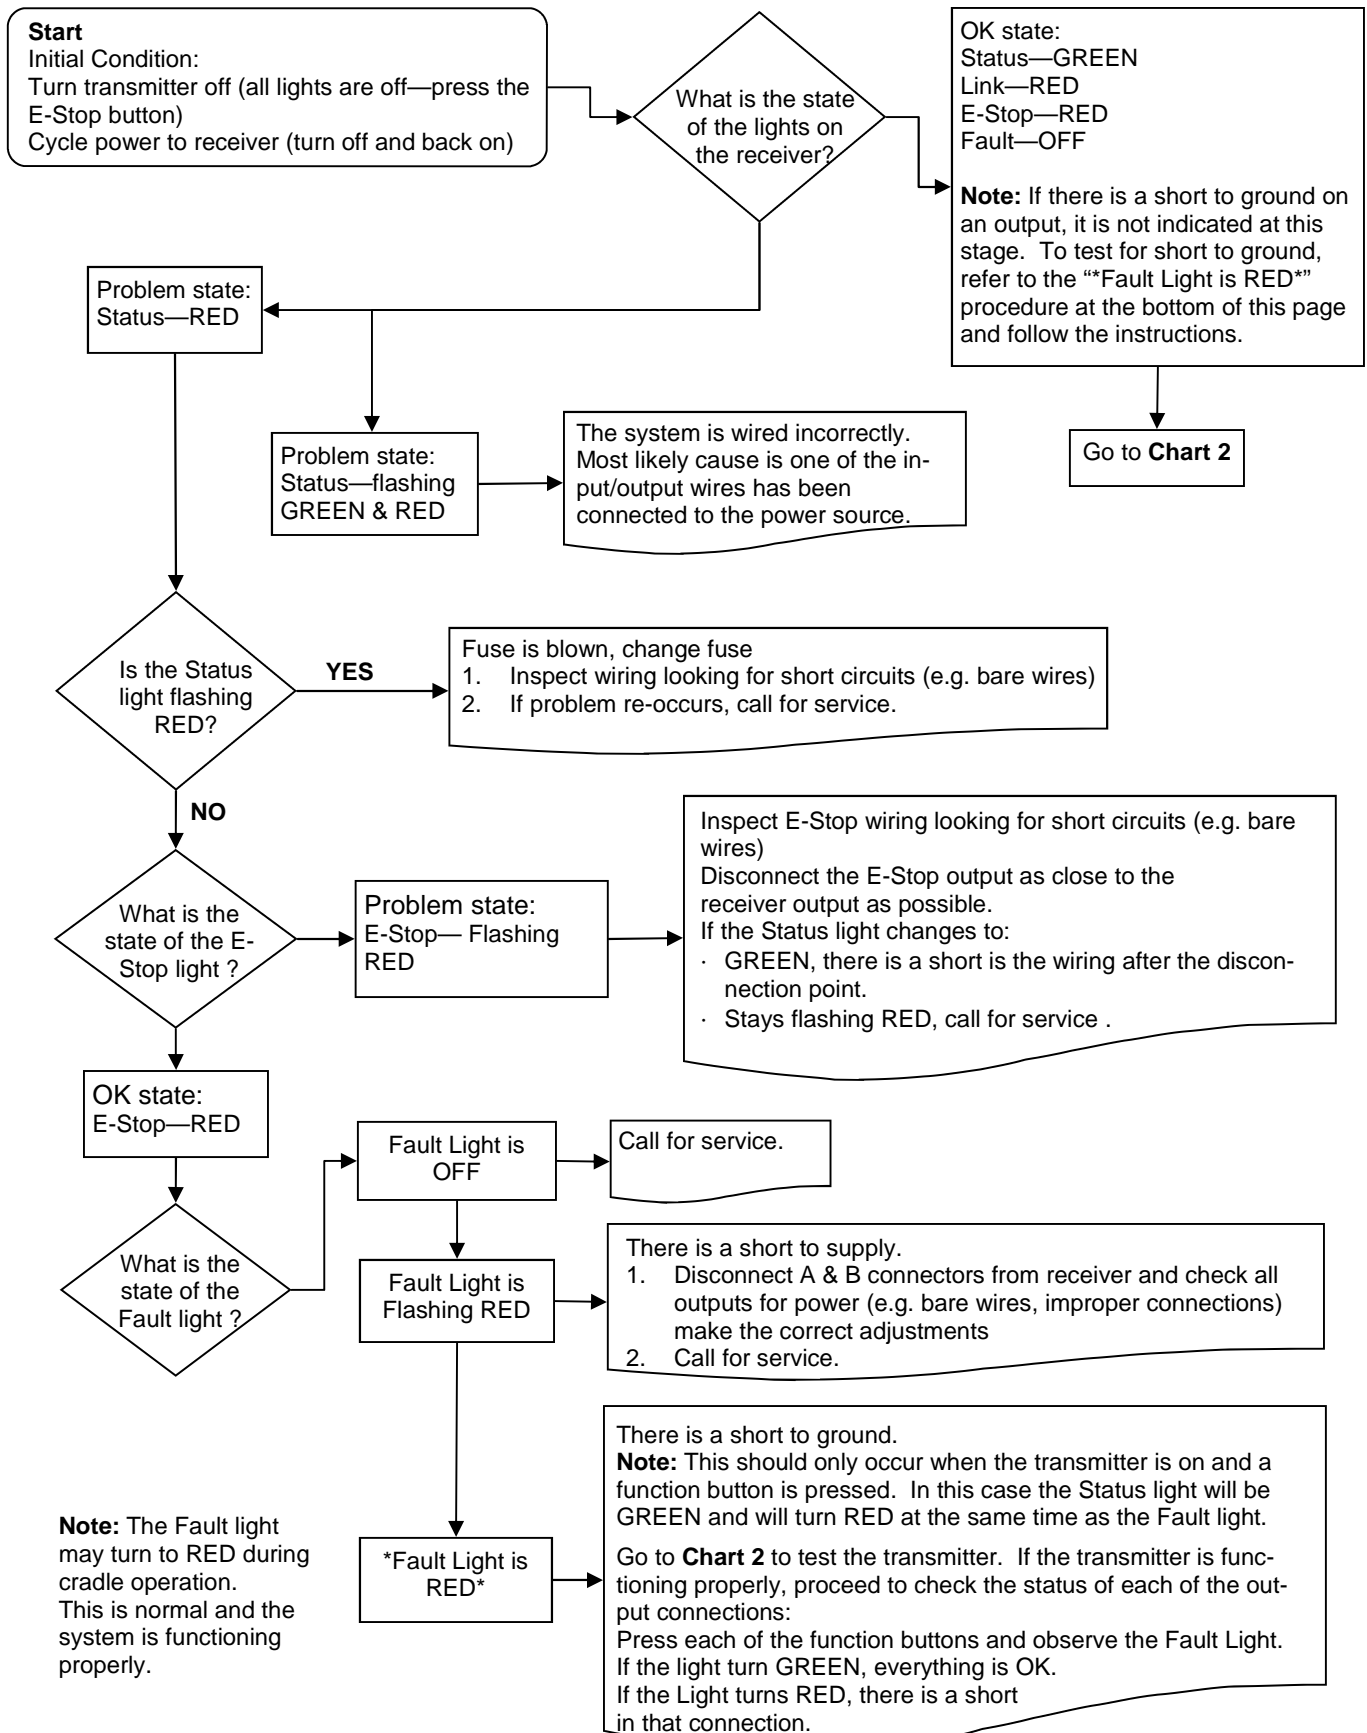 Start
Initial Condition:
Turn transmitter off (all lights are off—press the
E-Stop button)
Cycle power to receiver (turn off and back on)
What is the state
of the lights on
the receiver?
OK state:
Status—GREEN
Link—RED
E-Stop—RED
Fault—OFF
Note: If there is a short to ground on
an output, it is not indicated at this
stage.  To test for short to ground,
refer to the “*Fault Light is RED*”
procedure at the bottom of this page
and follow the instructions.
Go to Chart 2
Problem state:
Status—RED
Problem state:
Status—flashing
GREEN & RED
The system is wired incorrectly.
Most likely cause is one of the in-
put/output wires has been
connected to the power source.
Is the Status
light flashing
RED?
YES
Fuse is blown, change fuse
1. Inspect wiring looking for short circuits (e.g. bare wires)
2. If problem re-occurs, call for service.
NO
What is the
state of the E-
Stop light ?
Problem state:
E-Stop— Flashing
RED
Inspect E-Stop wiring looking for short circuits (e.g. bare
wires)
Disconnect the E-Stop output as close to the
receiver output as possible.
If the Status light changes to:
· GREEN, there is a short is the wiring after the discon-
nection point.
· Stays flashing RED, call for service .
OK state:
E-Stop—RED
What is the
state of the
Fault light ?
Fault Light is
OFF
Call for service.
Fault Light is
Flashing RED
There is a short to supply.
1. Disconnect A & B connectors from receiver and check all
outputs for power (e.g. bare wires, improper connections)
make the correct adjustments
2. Call for service.
*Fault Light is
RED*
There is a short to ground.
Note: This should only occur when the transmitter is on and a
function button is pressed.  In this case the Status light will be
GREEN and will turn RED at the same time as the Fault light.
Go to Chart 2 to test the transmitter.  If the transmitter is func-
tioning properly, proceed to check the status of each of the out-
put connections:
Press each of the function buttons and observe the Fault Light.
If the light turn GREEN, everything is OK.
If the Light turns RED, there is a short
in that connection.
Note: The Fault light
may turn to RED during
cradle operation.
This is normal and the
system is functioning
properly.